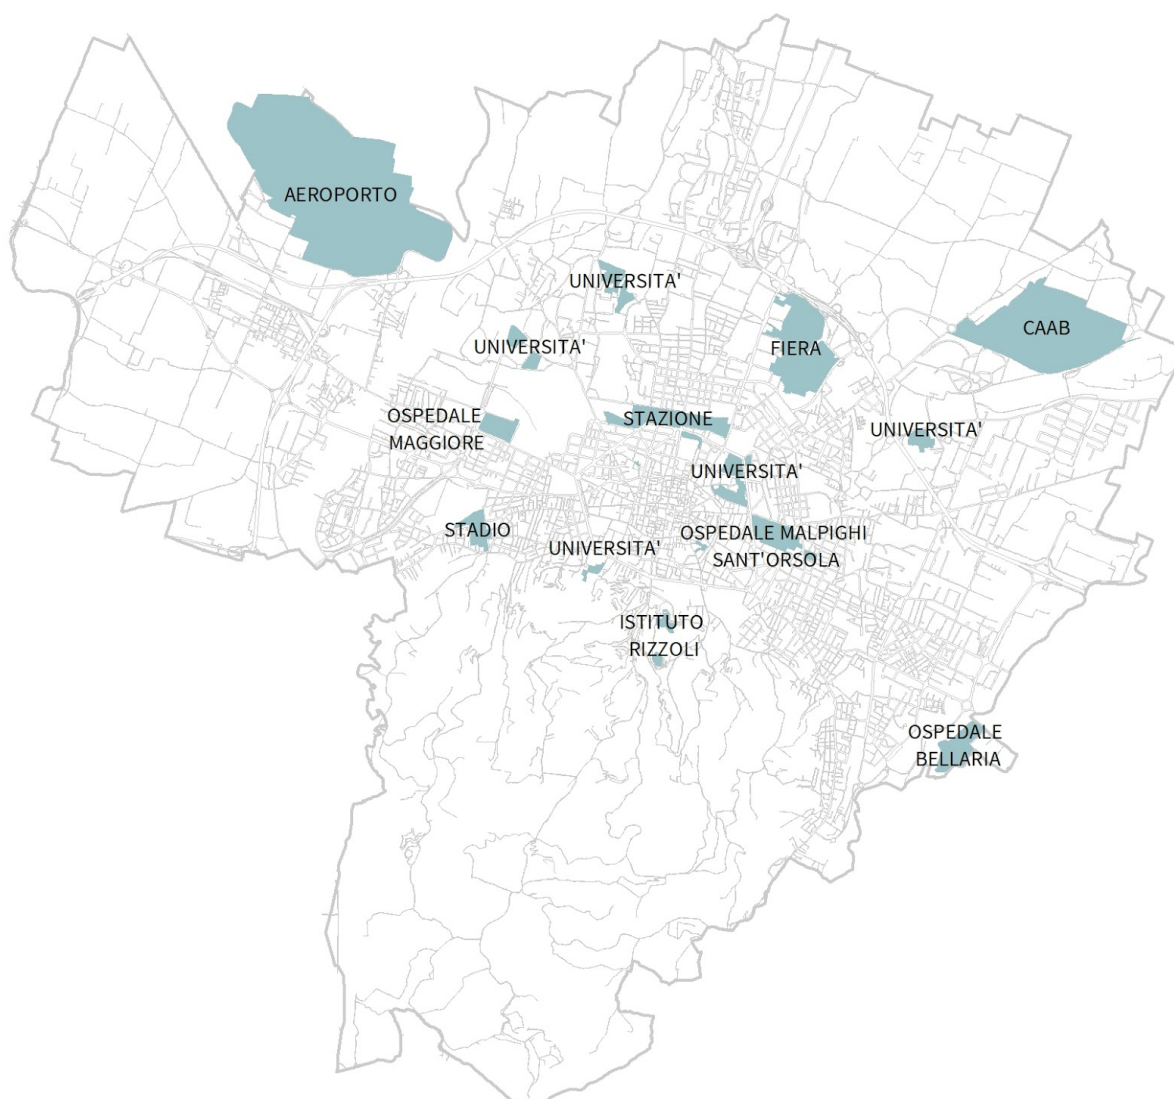 AEROPORTO
UNIVERSITA'
CAAB
UNIVERSITA'
FIERA
OSPEDALE
MAGGIORE
STAZIONE
UNIVERSITA'
UNIVERSITA'
STADIO
UNIVERSITA'
OSPEDALE MALPIGHI
SANT'ORSOLA
ISTITUTO
RIZZOLI
OSPEDALE
BELLARIA